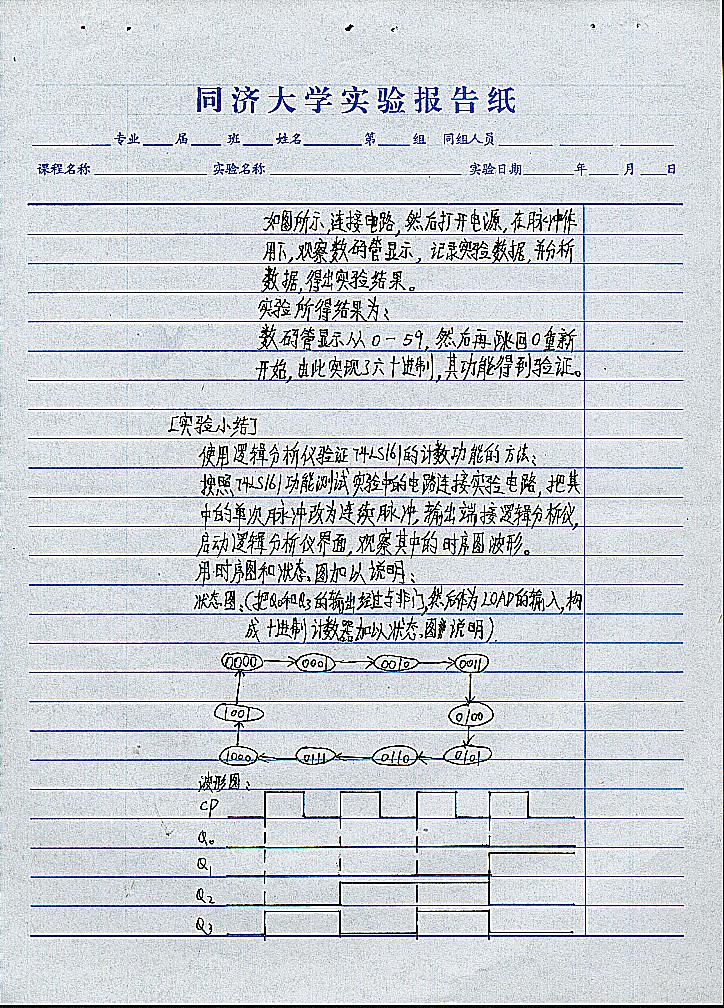 同济大学实验报告纸
专业 届 班 姓名 第 组 同组人员
课程名称 实验名称 实验日期 年 月 日
如图所示,连接电路,然后打开电源,在脉冲作
用下,观察数码管显示,记录实验数据,并分析
数据,得出实验结果。
实验所得结果为:
数码管显示从0-59,然后再跳回0重新
开始,由此实现了六十进制,其功能得到验证。
[实验小结]
使用逻辑分析仪验证74LS161的计数功能的方法:
按照74LS161功能测试实验中的电路连接实验电路,把其
中的单次脉冲改为连续脉冲,输出端接逻辑分析仪,
启动逻辑分析仪界面,观察其中的时序图波形。
用时序图和状态图加以说明:
状态图:(把Q0和Q3的输出经过与非门,然后作为LOAD的输入,构
成十进制计数器加以状态图说明)
0000 0001 0010 0011
1001 0100
1000 0111 0110 0101
波形图:
CP
Q0
Q1
Q2
Q3